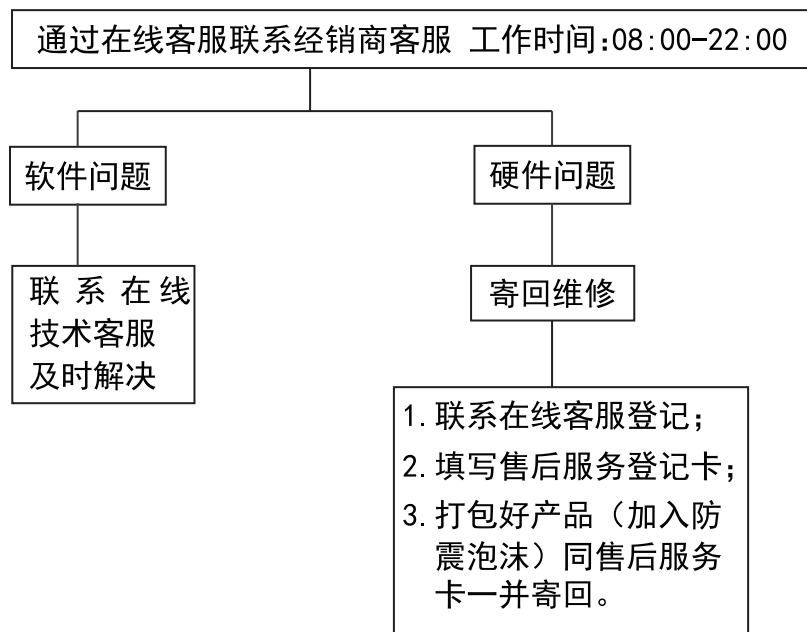 通过在线客服联系经销商客服 工作时间:08:00-22:00
软件问题
硬件问题
联系在线
技术客服
及时解决
寄回维修
1.联系在线客服登记；
2.填写售后服务登记卡；
3.打包好产品（加入防
震泡沫）同售后服务
卡一并寄回。